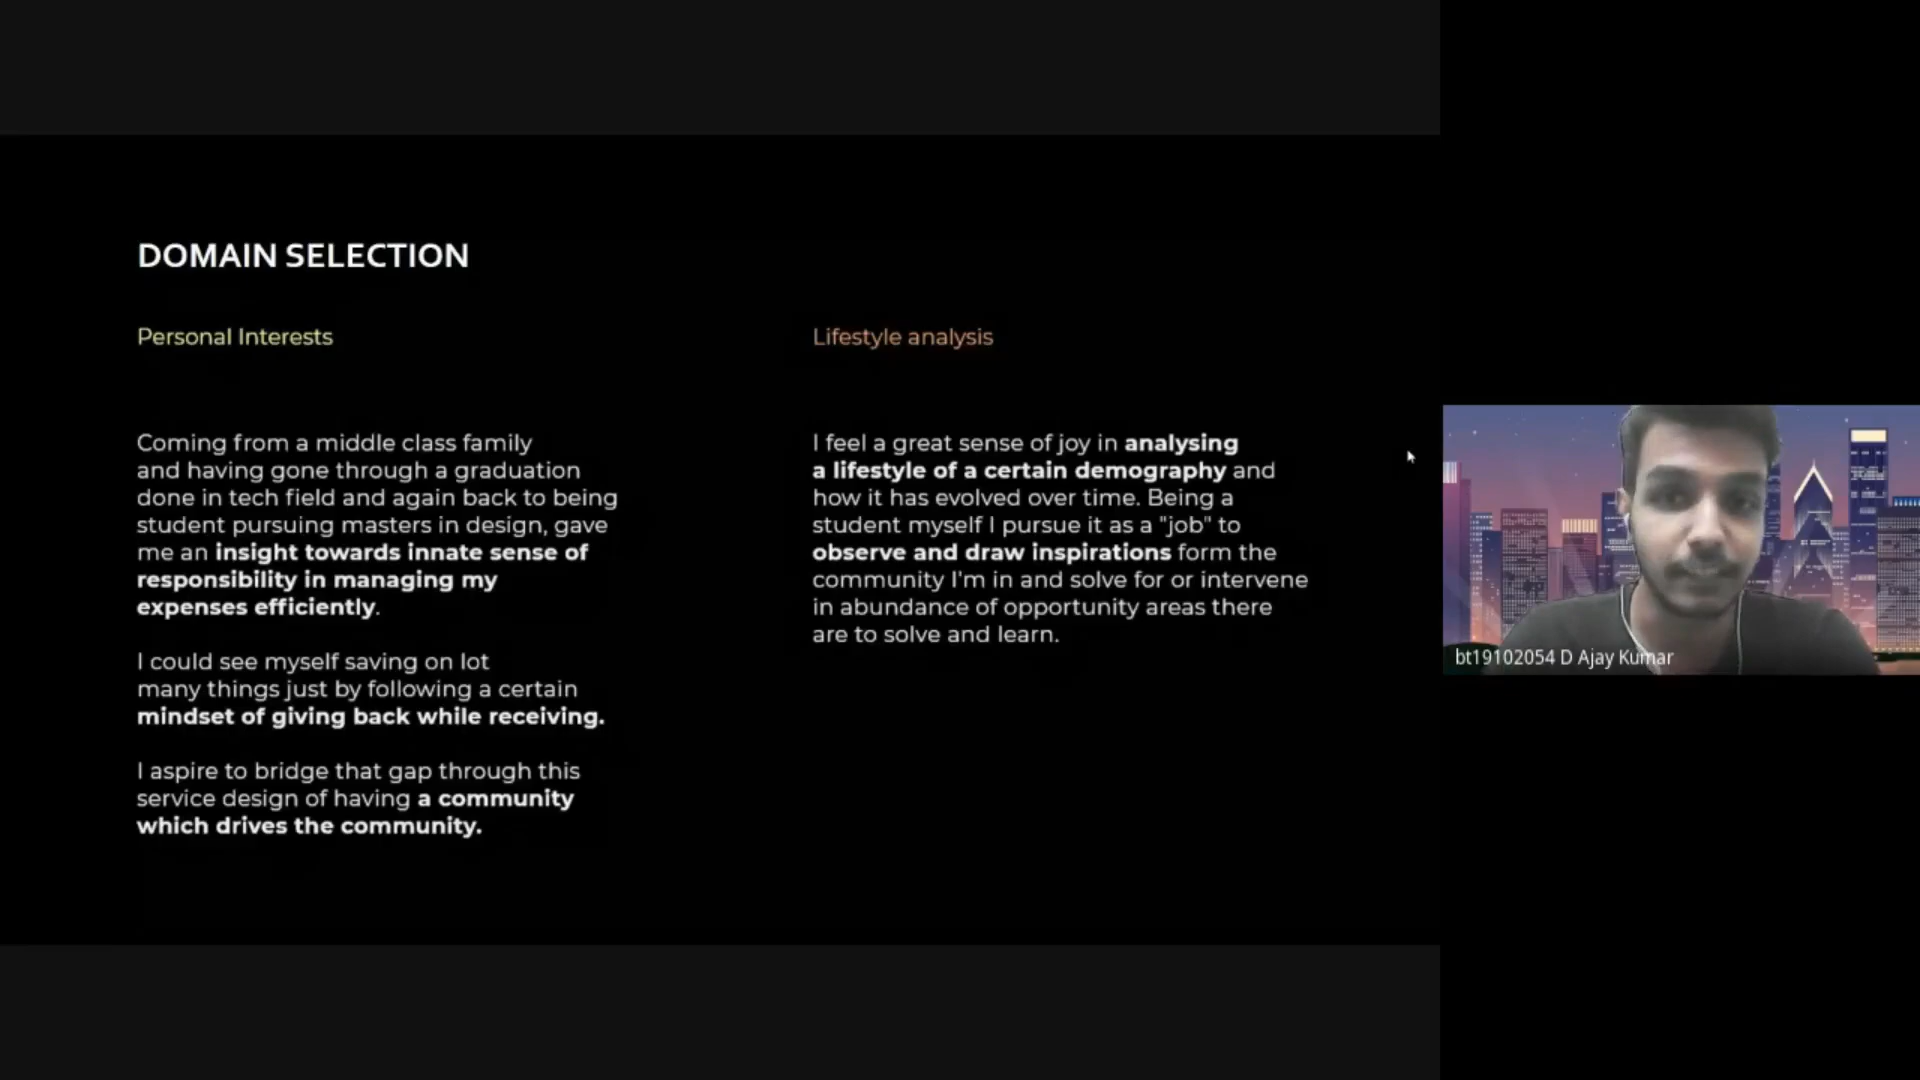 DOMAIN SELECTION
Personal Interests
Coming from a middle class family
and having gone through a graduation
done in tech field and again back to being
student pursuing masters in design, gave
me an insight towards innate sense of
responsibility in managing my
expenses efficiently.
I could see myself saving on lot
many things just by following a certain
mindset of giving back while receiving.
I aspire to bridge that gap through this
service design of having a community
which drives the community.
Lifestyle analysis
I feel a great sense of joy in analysing
a lifestyle of a certain demography and
how it has evolved over time. Being a
student myself I pursue it as a "job" to
observe and draw inspirations form the
community I'm in and solve for or intervene
in abundance of opportunity areas there
are to solve and learn.
bt19102054 D Ajay Kumar